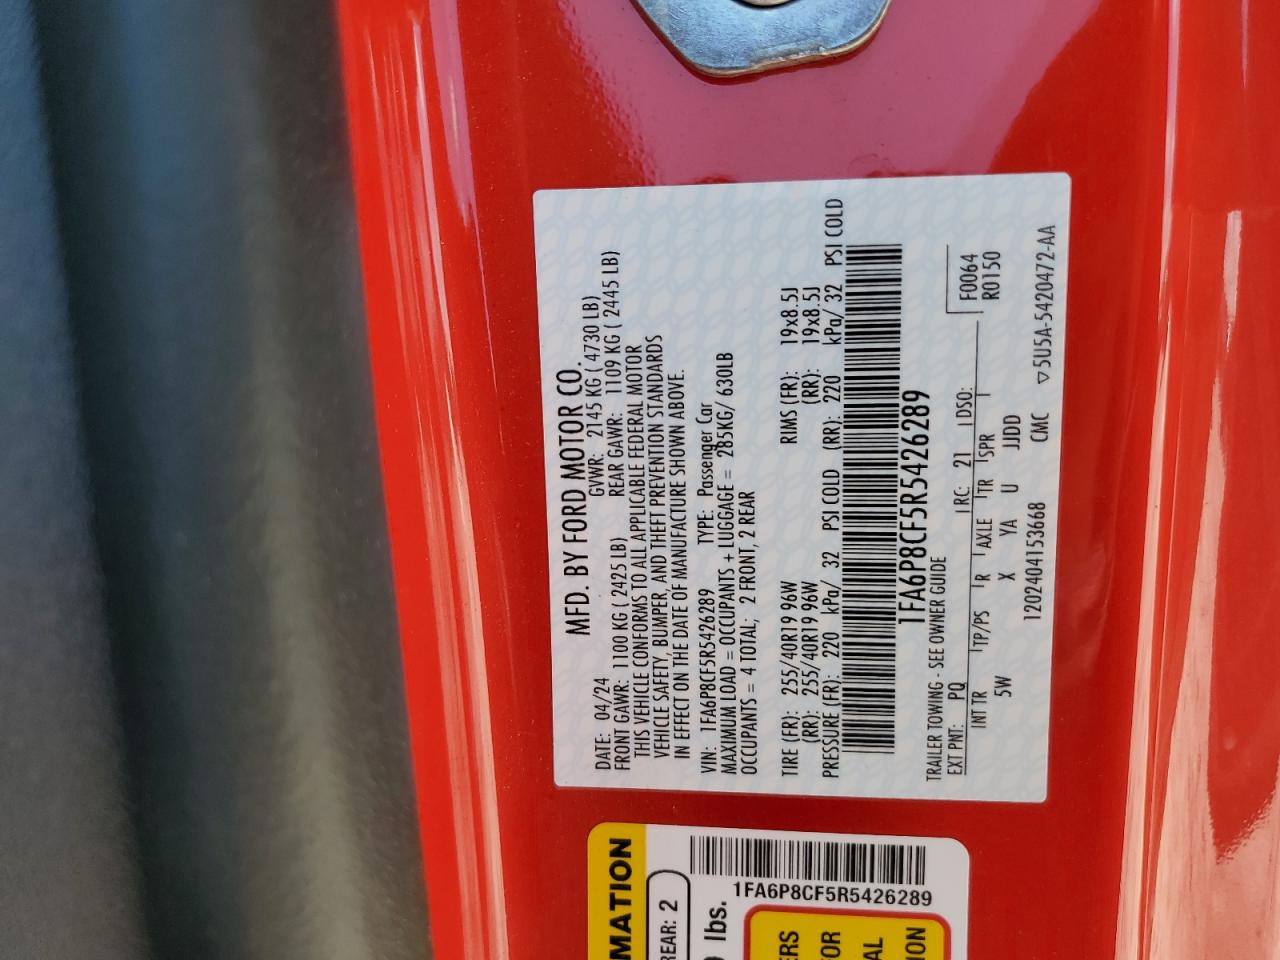 MFD. BY FORD MOTOR CO.
DATE: 04/24 GVWR: 2145 KG ( 4730 LB)
FRONT GAWR: 1100 KG ( 2425 LB) REAR GAWR: 1109 KG ( 2445 LB)
THIS VEHICLE CONFORMS TO ALL APPLICABLE FEDERAL MOTOR
VEHICLE SAFETY, BUMPER, AND THEFT PREVENTION STANDARDS
IN EFFECT ON THE DATE OF MANUFACTURE SHOWN ABOVE.
VIN: 1FA6P8CF5R5426289 TYPE: Passenger Car
MAXIMUM LOAD = OCCUPANTS + LUGGAGE = 285KG/ 630LB
OCCUPANTS = 4 TOTAL; 2 FRONT, 2 REAR
TIRE (FR): 255/40R19 96W RIMS (FR): 19x8.5J
(RR): 255/40R19 96W (RR): 19x8.5J
PRESSURE (FR): 220 kPa/ 32 PSI COLD (RR): 220 kPa/ 32 PSI COLD
1FA6P8CF5R5426289
TRAILER TOWING - SEE OWNER GUIDE
EXT PNT: PQ RC: 21 DSO: F0064
R0150
INT TR TP/PS R AXLE TR SPR
5W X YA U JJDD
1202404153668 CMC ▽5U5A-5420472-AA
MATION
REAR: 2
lbs.
1FA6P8CF5R5426289
ERS
FOR
AL
ION